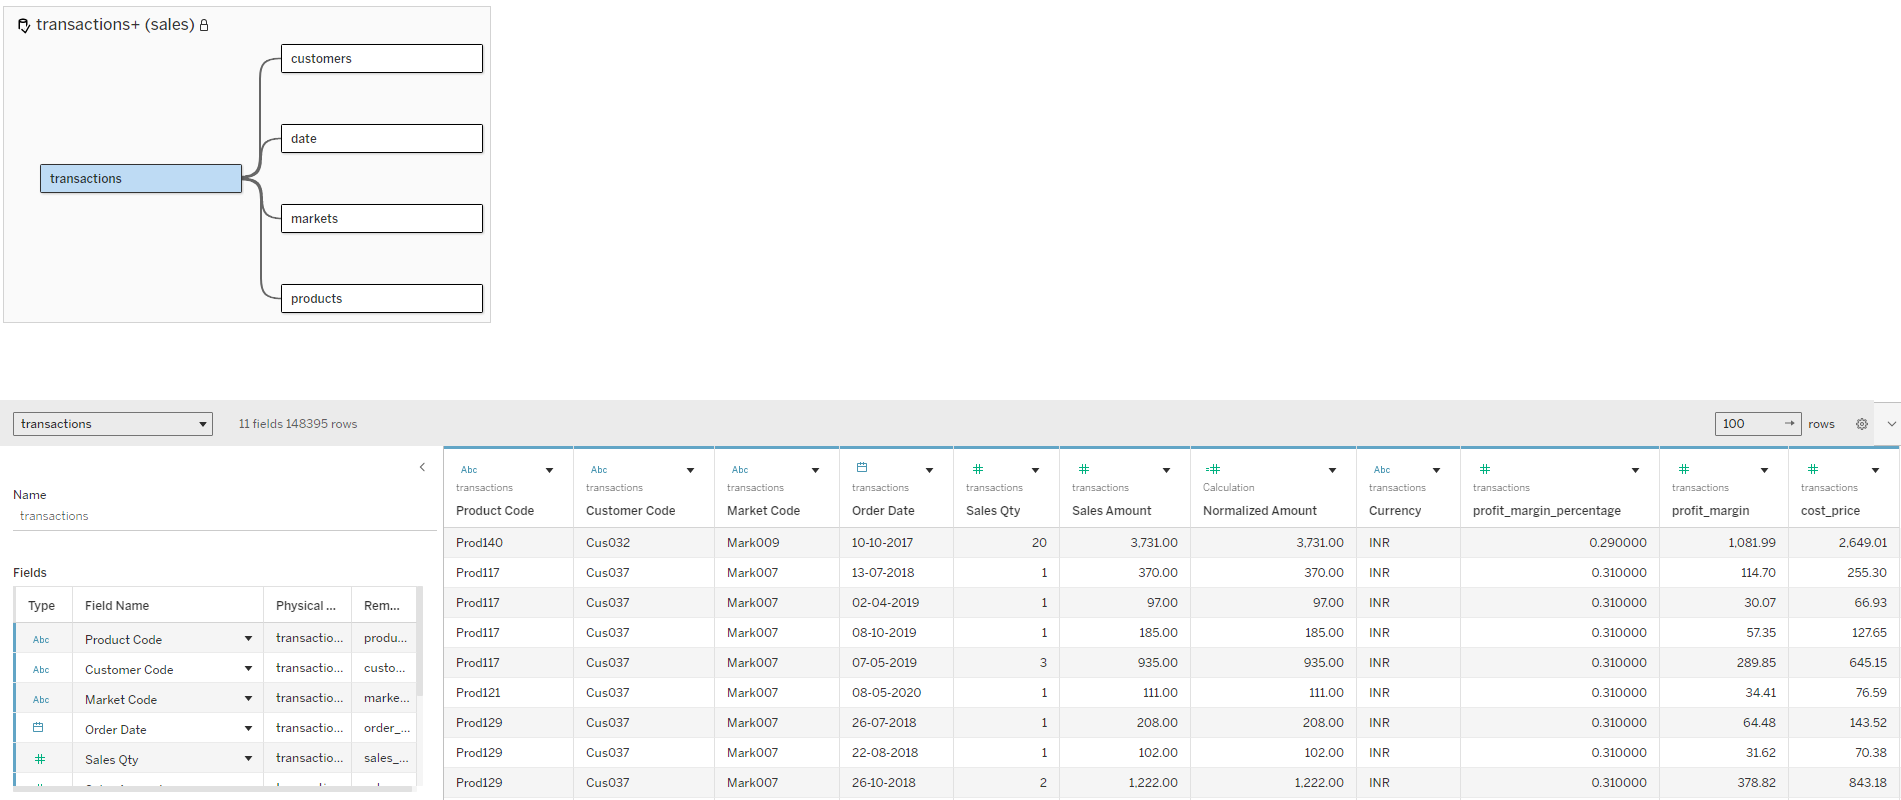 transactions+ (sales)
customers
date
transactions
markets
products
transactions 11 fields 148395 rows 100 rows
Name
transactions
Fields
Type Field Name Physical ... Rem...
Abc Product Code transactio... produ...
Abc Customer Code transactio... custo...
Abc Market Code transactio... marke...
Order Date transactio... order_...
# Sales Qty transactio... sales_...
Abc Abc Abc # # =# Abc # # #
transactions transactions transactions transactions transactions transactions Calculation transactions transactions transactions transactions
Product Code Customer Code Market Code Order Date Sales Qty Sales Amount Normalized Amount Currency profit_margin_percentage profit_margin cost_price
Prod140 Cus032 Mark009 10-10-2017 20 3,731.00 3,731.00 INR 0.290000 1,081.99 2,649.01
Prod117 Cus037 Mark007 13-07-2018 1 370.00 370.00 INR 0.310000 114.70 255.30
Prod117 Cus037 Mark007 02-04-2019 1 97.00 97.00 INR 0.310000 30.07 66.93
Prod117 Cus037 Mark007 08-10-2019 1 185.00 185.00 INR 0.310000 57.35 127.65
Prod117 Cus037 Mark007 07-05-2019 3 935.00 935.00 INR 0.310000 289.85 645.15
Prod121 Cus037 Mark007 08-05-2020 1 111.00 111.00 INR 0.310000 34.41 76.59
Prod129 Cus037 Mark007 26-07-2018 1 208.00 208.00 INR 0.310000 64.48 143.52
Prod129 Cus037 Mark007 22-08-2018 1 102.00 102.00 INR 0.310000 31.62 70.38
Prod129 Cus037 Mark007 26-10-2018 2 1,222.00 1,222.00 INR 0.310000 378.82 843.18